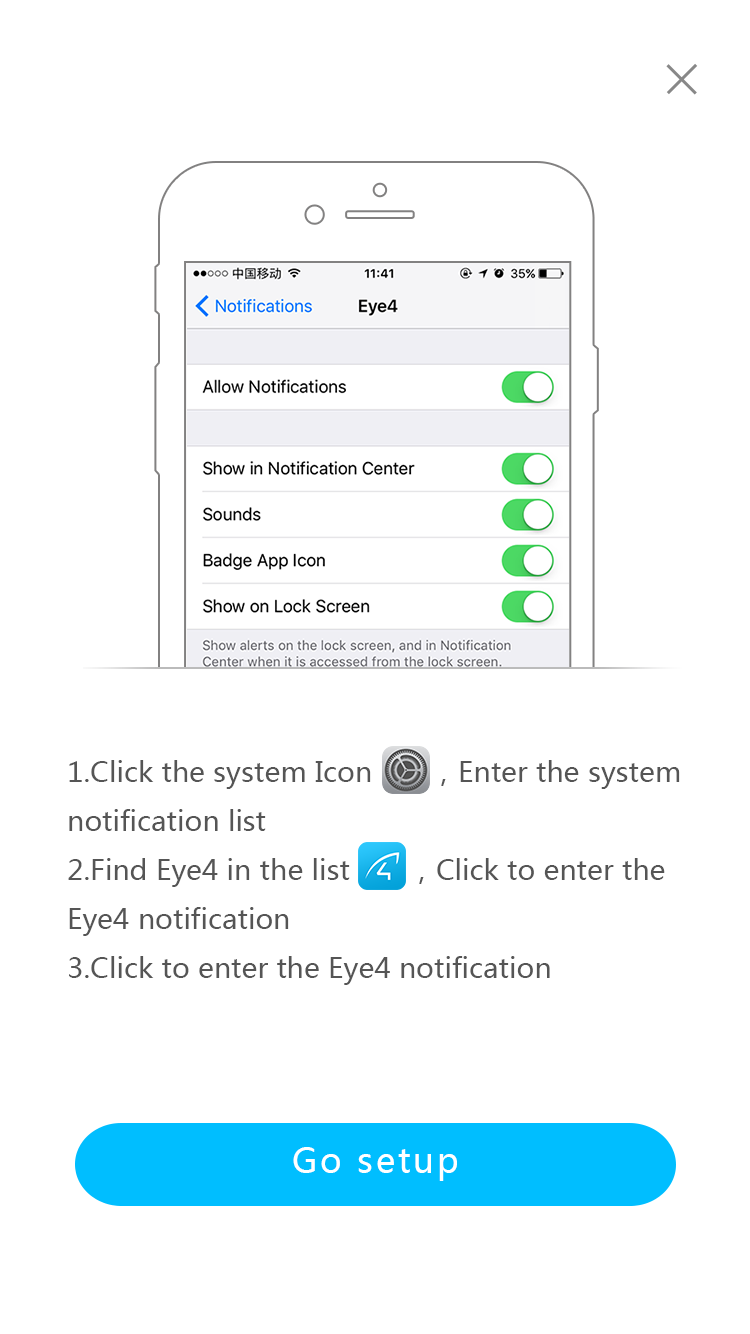 中国移动 11:41 35%
Notifications Eye4
Allow Notifications
Show in Notification Center
Sounds
Badge App Icon
Show on Lock Screen
Show alerts on the lock screen, and in Notification
Center when it is accessed from the lock screen.
1.Click the system Icon , Enter the system
notification list
2.Find Eye4 in the list , Click to enter the
Eye4 notification
3.Click to enter the Eye4 notification
Go setup